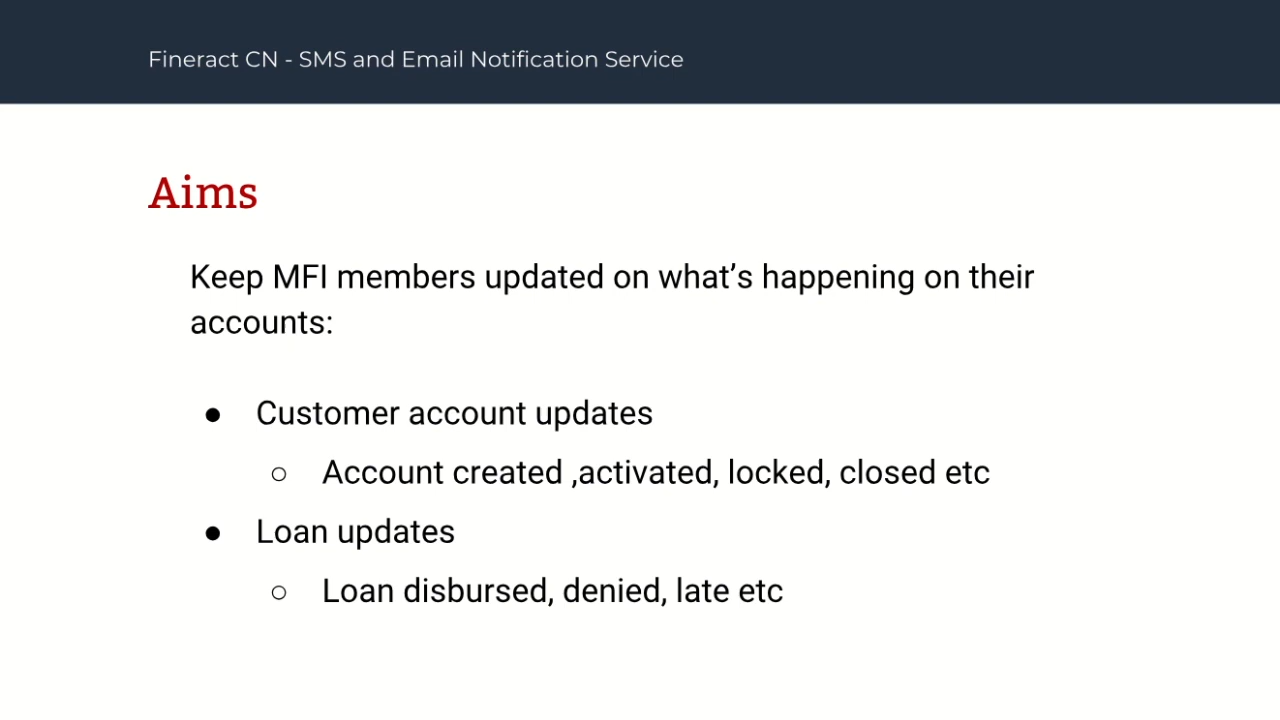 Fineract CN - SMS and Email Notification Service
Aims
Keep MFI members updated on what’s happening on their
accounts:
● Customer account updates
○ Account created ,activated, locked, closed etc
● Loan updates
○ Loan disbursed, denied, late etc